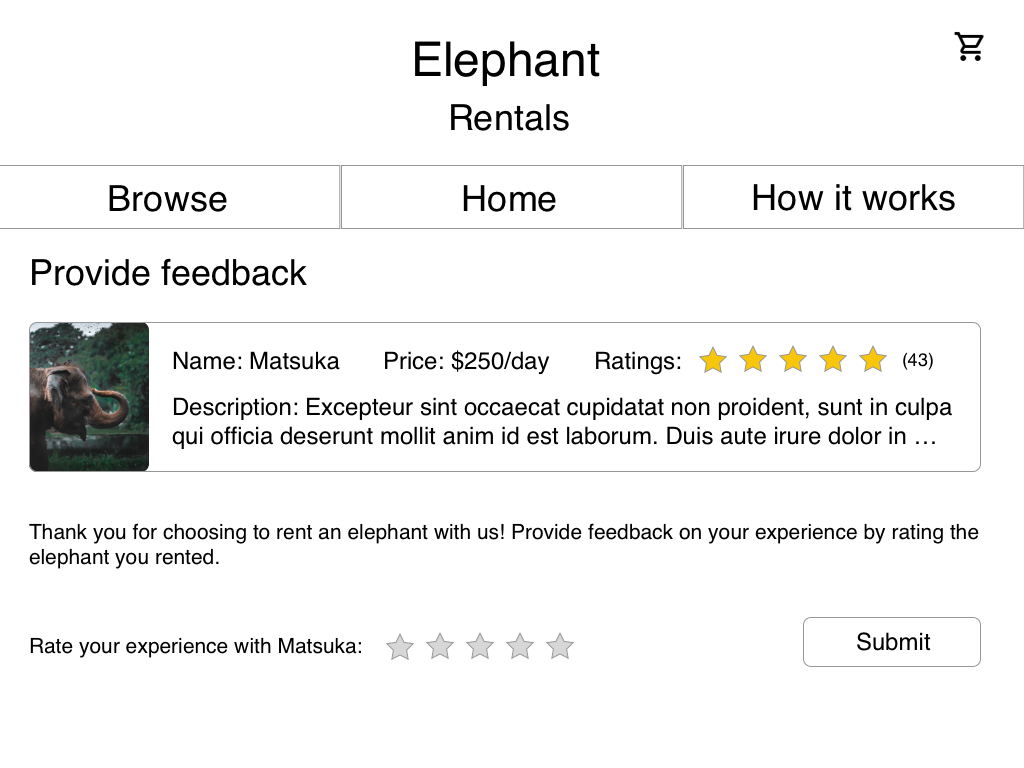 Elephant
Rentals
Browse
Home
How it works
Provide feedback
Name: Matsuka
Price: $250/day
Ratings:
(43)
Description: Excepteur sint occaecat cupidatat non proident, sunt in culpa
qui officia deserunt mollit anim id est laborum. Duis aute irure dolor in …
Thank you for choosing to rent an elephant with us! Provide feedback on your experience by rating the
elephant you rented.
Rate your experience with Matsuka:
Submit